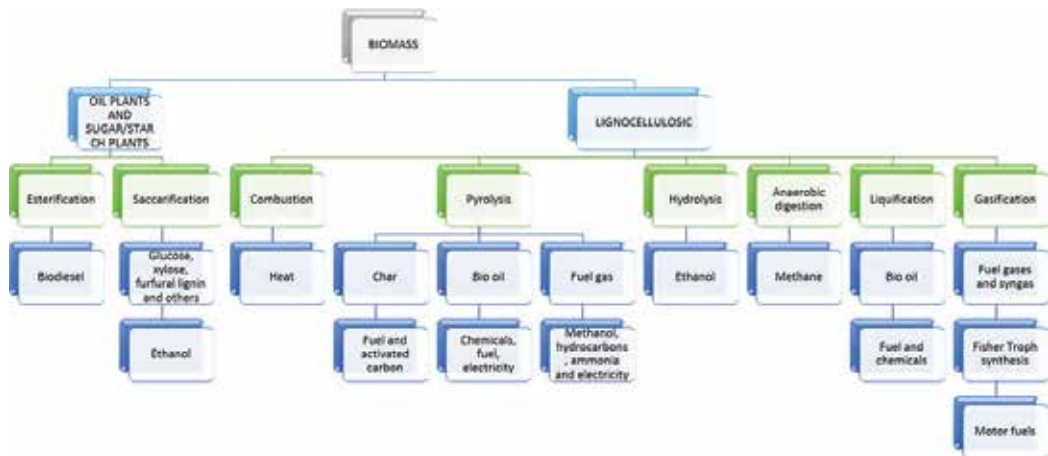 BIOMASS
OIL PLANTS
AND
SUGAR/STAR
CH PLANTS
LIGNOCELLULOSIC
Esterification
Saccarification
Combustion
Pyrolysis
Hydrolysis
Anaerobic
digestion
Liquification
Gasification
Biodiesel
Glucose,
xylose,
furfural lignin
and others
Heat
Char
Bio oil
Fuel gas
Ethanol
Methane
Bio oil
Fuel gases
and syngas
Ethanol
Fuel and
activated
carbon
Chemicals,
fuel,
electricity
Methanol,
hydrocarbons
, ammonia
and electricity
Fuel and
chemicals
Fisher Troph
synthesis
Motor fuels